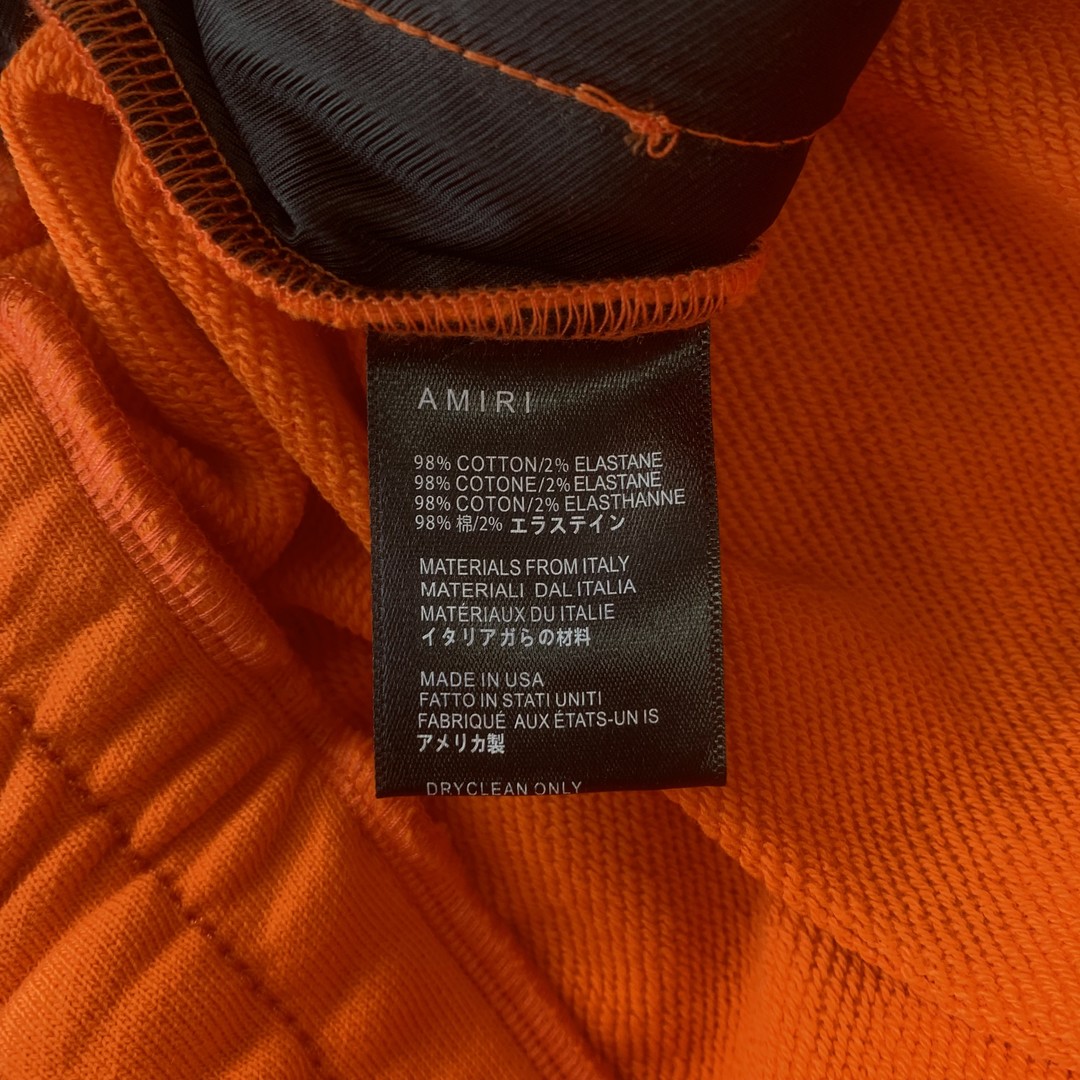 AMIRI
98% COTTON/2% ELASTANE
98% COTONE/2% ELASTANE
98% COTON/2% ELASTHANNE
98% 棉/2% エラステイン
MATERIALS FROM ITALY
MATERIALI DAL ITALIA
MATÉRIAUX DU ITALIE
イタリアガらの材料
MADE IN USA
FATTO IN STATI UNITI
FABRIQUÉ AUX ÉTATS-UN IS
アメリカ製
DRYCLEAN ONLY